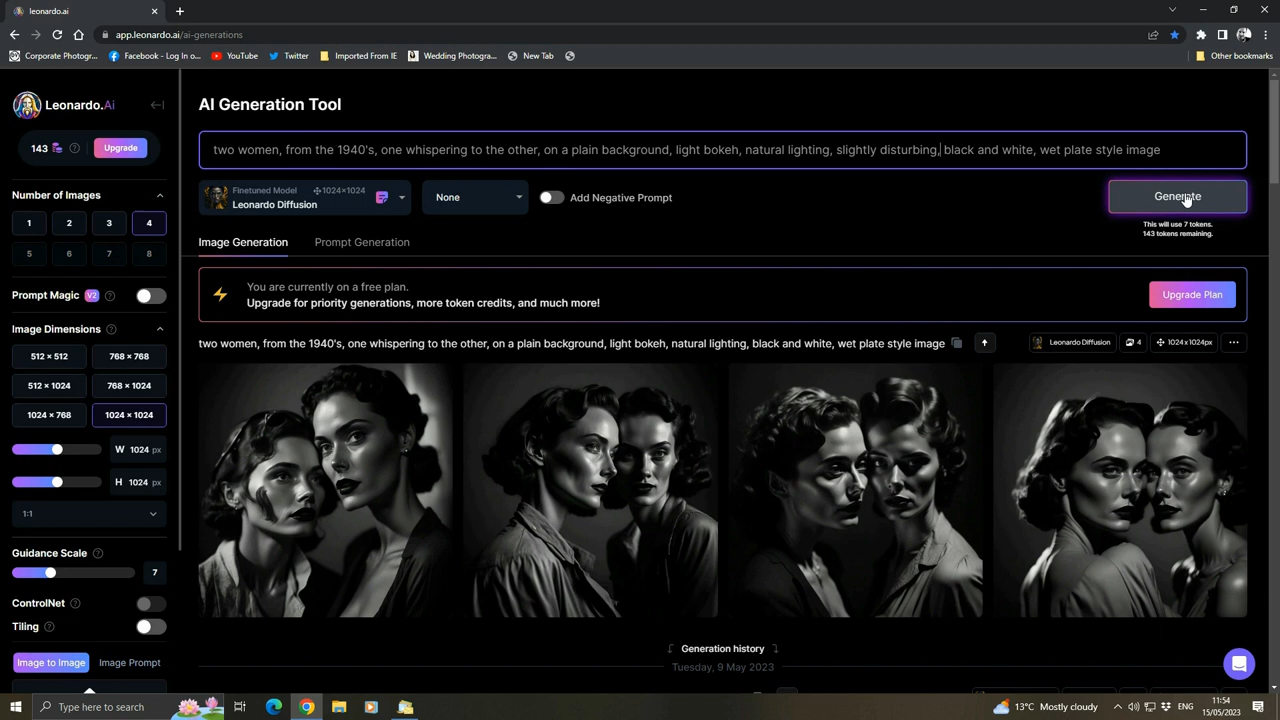 leonardo.ai
app.leonardo.ai/ai-generations
Corporate Photogr...
Facebook - Log In o...
YouTube
Twitter
Imported From IE
Wedding Photogra...
New Tab
Other bookmarks
Leonardo.Ai
143
Upgrade
Number of Images
1 2 3 4
5 6 7 8
Prompt Magic V2
Image Dimensions
512 × 512 768 × 768
512 × 1024 768 × 1024
1024 × 768 1024 × 1024
W 1024 px
H 1024 px
1:1
Guidance Scale
7
ControlNet
Tiling
Image to Image Image Prompt
AI Generation Tool
two women, from the 1940's, one whispering to the other, on a plain background, light bokeh, natural lighting, slightly disturbing, black and white, wet plate style image
Finetuned Model 1024×1024
Leonardo Diffusion
None
Add Negative Prompt
Generate
This will use 7 tokens.
143 tokens remaining.
Image Generation Prompt Generation
You are currently on a free plan.
Upgrade for priority generations, more token credits, and much more!
Upgrade Plan
two women, from the 1940's, one whispering to the other, on a plain background, light bokeh, natural lighting, black and white, wet plate style image
Leonardo Diffusion 4 1024x1024px
Generation history
Tuesday, 9 May 2023
Type here to search
13°C Mostly cloudy
ENG
11:54
15/05/2023